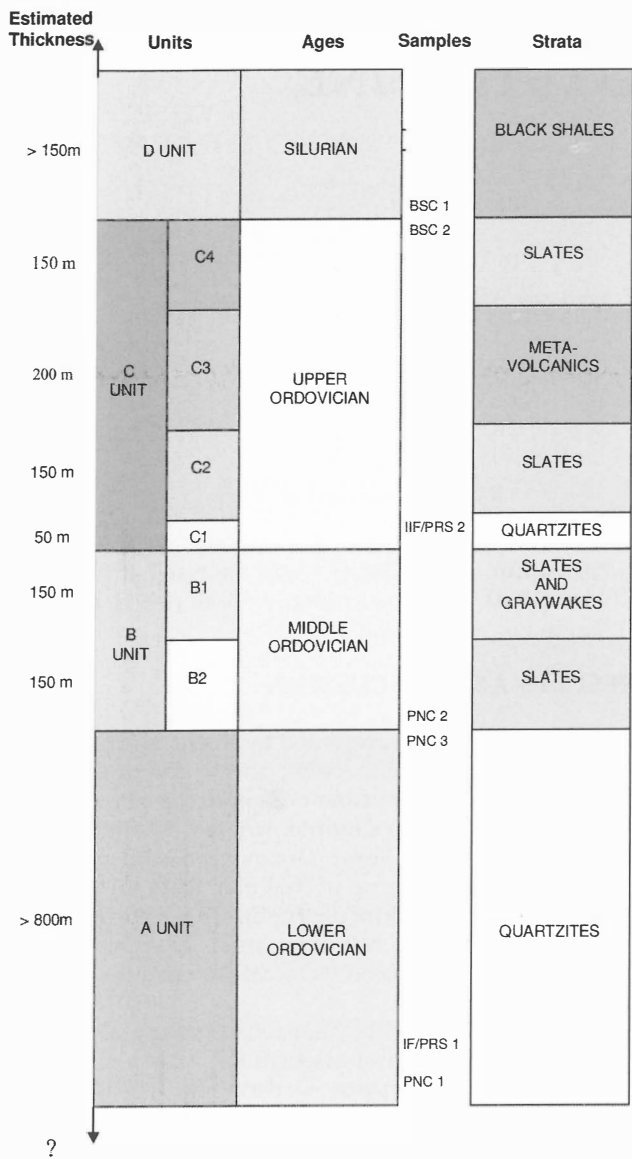 Estimated
Thickness
Units
Ages
Samples
Strata
> 150m
D UNIT
SILURIAN
BLACK SHALES
BSC 1
BSC 2
150 m
C4
SLATES
200 m
C
UNIT
C3
UPPER
ORDOVICIAN
META-
VOLCANICS
150 m
C2
SLATES
50 m
C1
IIF/PRS 2
QUARTZITES
150 m
B1
SLATES
AND
GRAYWAKES
B
UNIT
MIDDLE
ORDOVICIAN
150 m
B2
SLATES
PNC 2
PNC 3
> 800m
A UNIT
LOWER
ORDOVICIAN
QUARTZITES
IF/PRS 1
PNC 1
?